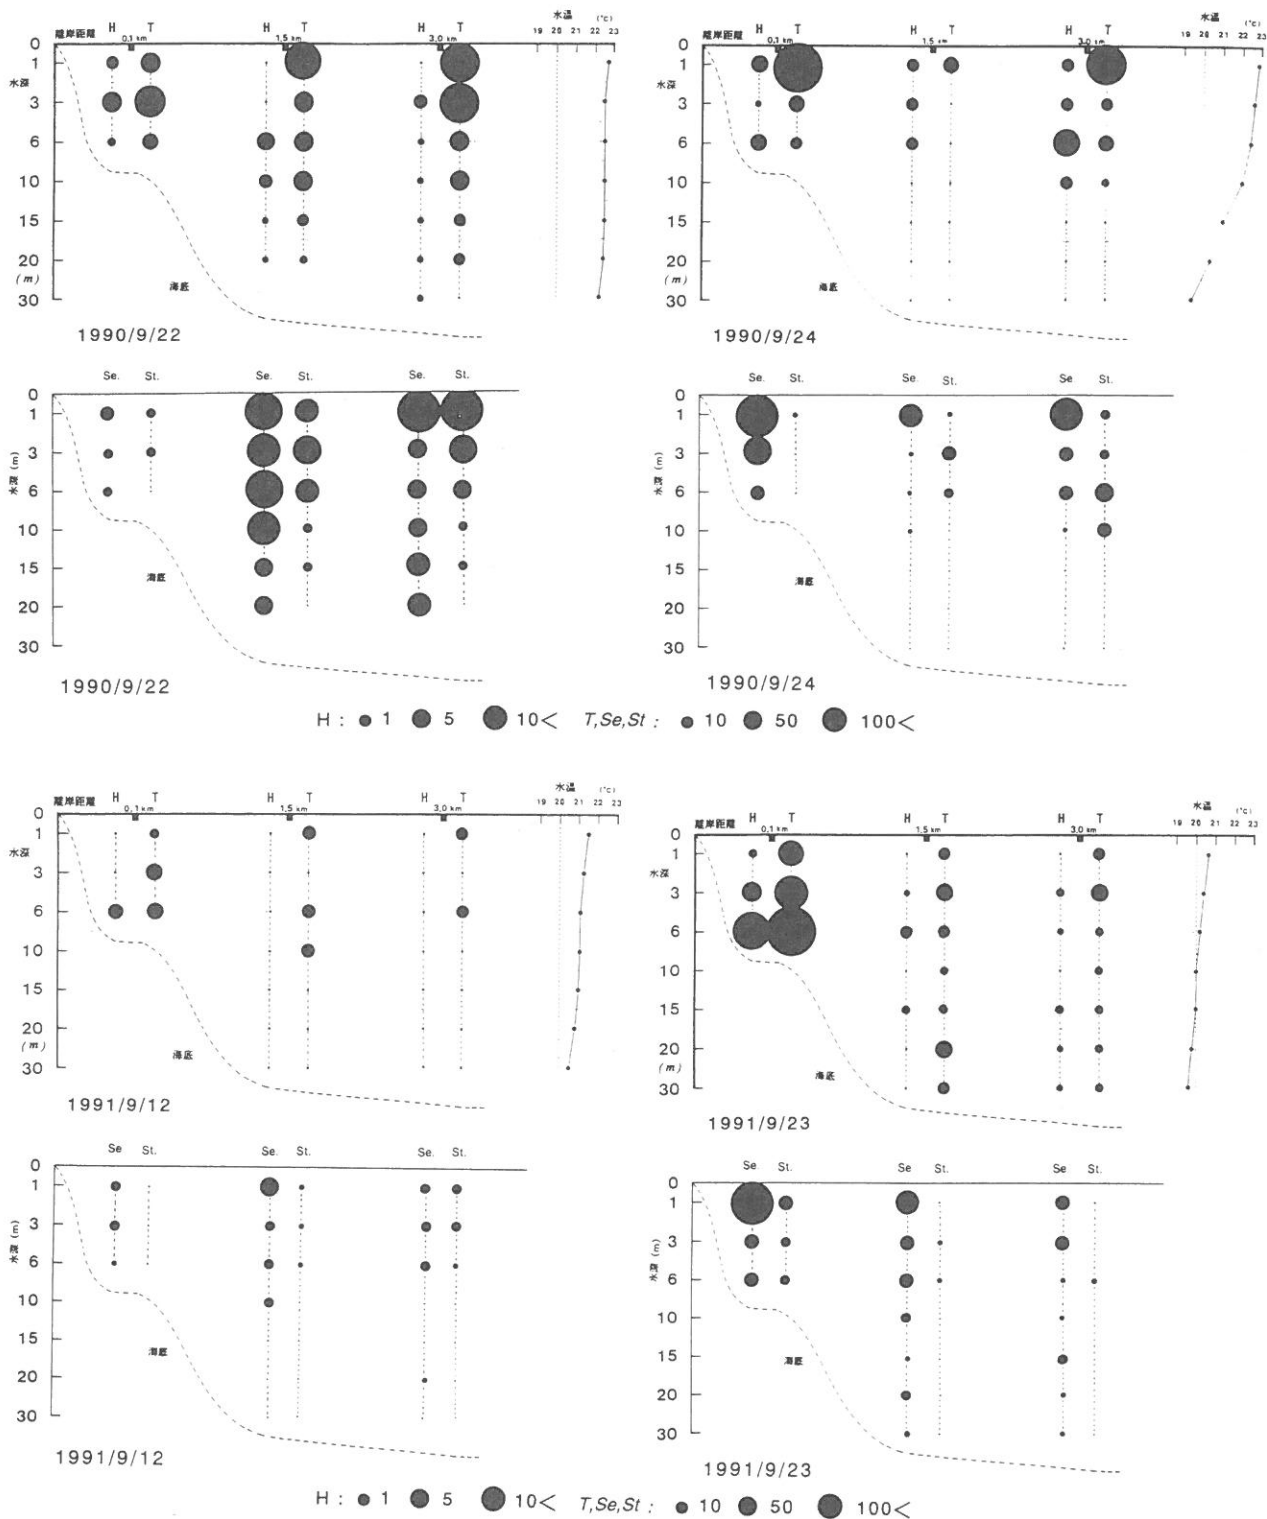 水温 (℃)
離岸距離 H T H T H T 19 20 21 22 23
0.1 km 1.5 km 3.0 km
0
1
水深
3
6
10
15
20
(m)
30
海底
1990/9/22
水温 (℃)
離岸距離 H T H T H T 19 20 21 22 23
0.1 km 1.5 km 3.0 km
0
1
水深
3
6
10
15
20
(m)
30
海底
1990/9/24
Se. St. Se. St. Se. St.
0
1
3
水深 (m)
6
10
15
20
30
海底
1990/9/22
Se. St. Se. St. Se St.
0
1
3
水深 (m)
6
10
15
20
30
海底
1990/9/24
H : 1 5 10< T,Se,St : 10 50 100<
水温 (℃)
離岸距離 H T H T H T 19 20 21 22 23
0.1 km 1.5 km 3.0 km
0
1
水深
3
6
10
15
20
(m)
30
海底
1991/9/12
水温 (℃)
離岸距離 H T H T H T 19 20 21 22 23
0.1 km 1.5 km 3.0 km
0
1
水深
3
6
10
15
20
(m)
30
海底
1991/9/23
Se St. Se. St. Se. St.
0
1
3
水深 (m)
6
10
15
20
30
海底
1991/9/12
Se St. Se St. Se St.
0
1
3
水深 (m)
6
10
15
20
30
海底
1991/9/23
H : 1 5 10< T,Se,St : 10 50 100<